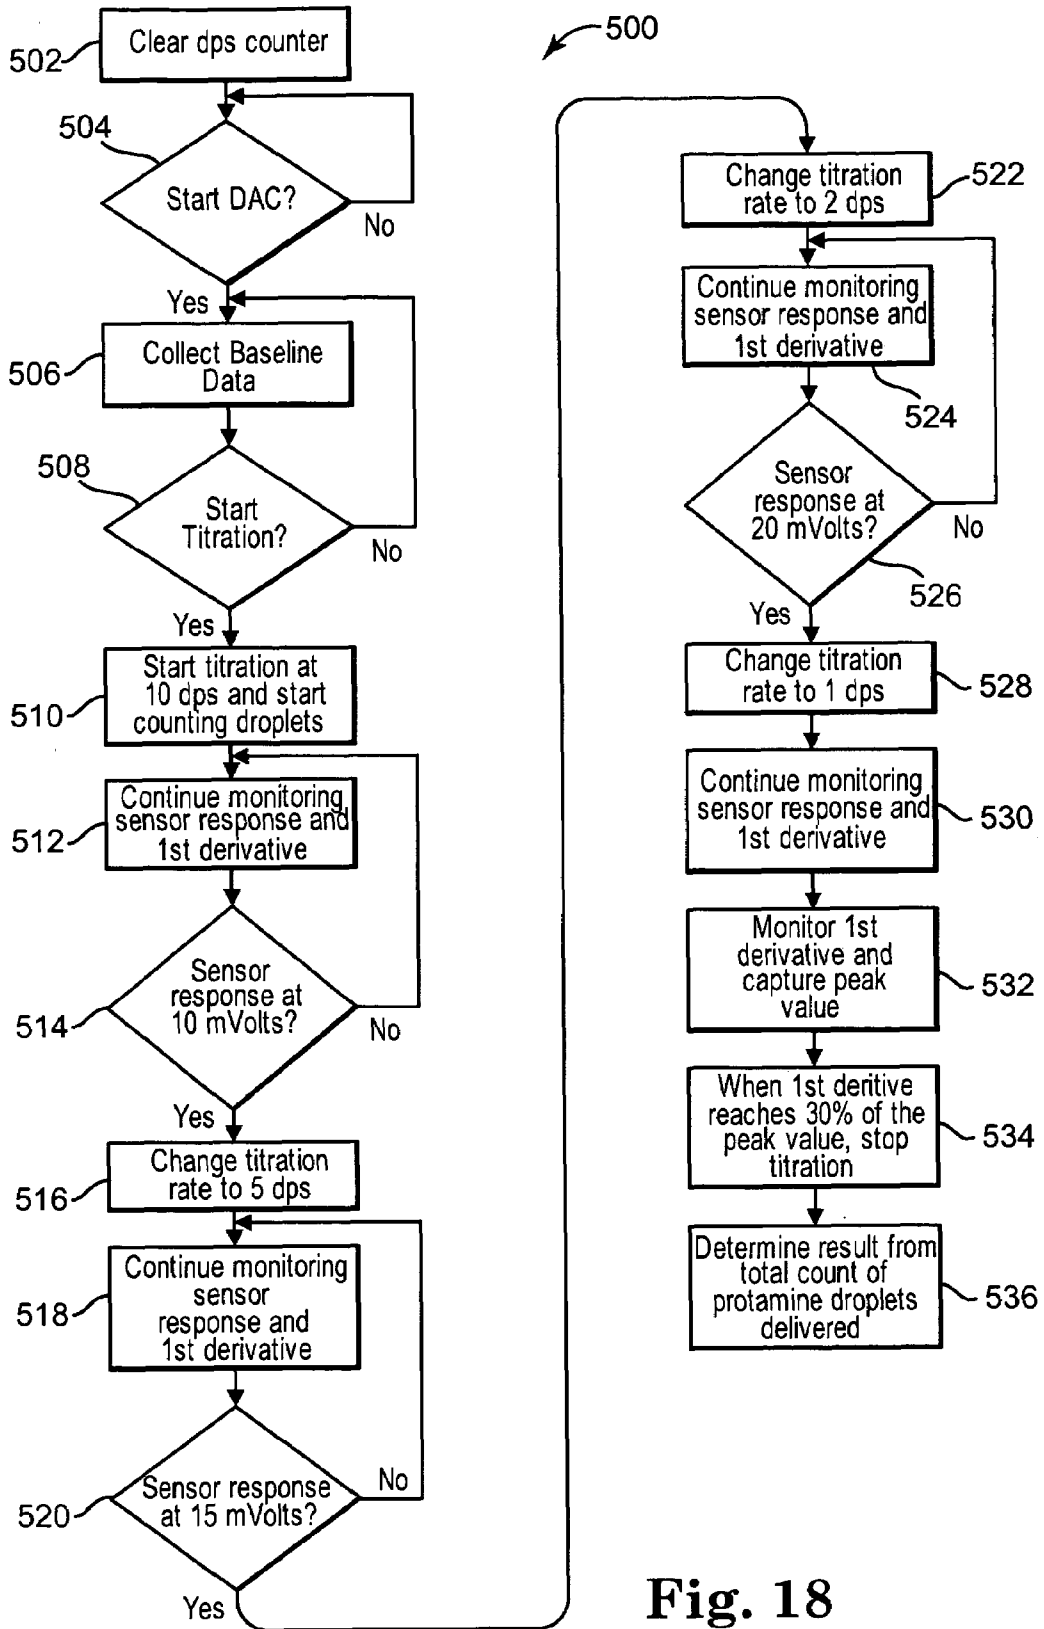 500
502
Clear dps counter
504
Start DAC?
No
Yes
506
Collect Baseline
Data
508
Start
Titration?
No
Yes
510
Start titration at
10 dps and start
counting droplets
512
Continue monitoring
sensor response and
1st derivative
514
Sensor
response at
10 mVolts?
No
Yes
516
Change titration
rate to 5 dps
518
Continue monitoring
sensor
response and
1st derivative
520
Sensor response
at 15 mVolts?
No
Yes
Change titration
rate to 2 dps
522
Continue monitoring
sensor response and
1st derivative
524
Sensor
response at
20 mVolts?
No
526
Yes
Change titration
rate to 1 dps
528
Continue monitoring
sensor response and
1st derivative
530
Monitor 1st
derivative and
capture peak
value
532
When 1st deritive
reaches 30% of the
peak value, stop
titration
534
Determine result from
total count of
protamine droplets
delivered
536
Fig. 18